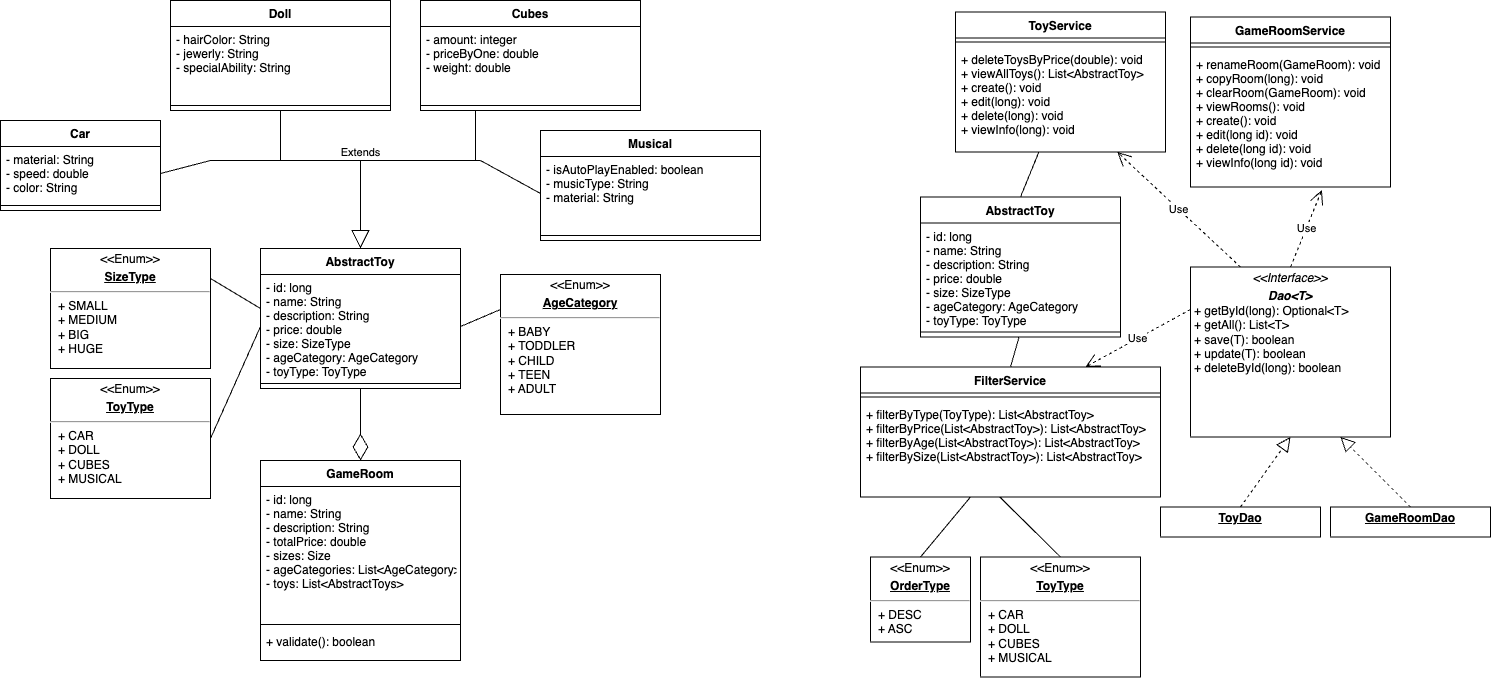 Doll
- hairColor: String
- jewerly: String
- specialAbility: String
Cubes
- amount: integer
- priceByOne: double
- weight: double
Car
- material: String
- speed: double
- color: String
Extends
Musical
- isAutoPlayEnabled: boolean
- musicType: String
- material: String
<<Enum>>
SizeType
+ SMALL
+ MEDIUM
+ BIG
+ HUGE
<<Enum>>
ToyType
+ CAR
+ DOLL
+ CUBES
+ MUSICAL
AbstractToy
- id: long
- name: String
- description: String
- price: double
- size: SizeType
- ageCategory: AgeCategory
- toyType: ToyType
<<Enum>>
AgeCategory
+ BABY
+ TODDLER
+ CHILD
+ TEEN
+ ADULT
GameRoom
- id: long
- name: String
- description: String
- totalPrice: double
- sizes: Size
- ageCategories: List<AgeCategory>
- toys: List<AbstractToys>
+ validate(): boolean
ToyService
+ deleteToysByPrice(double): void
+ viewAllToys(): List<AbstractToy>
+ create(): void
+ edit(long): void
+ delete(long): void
+ viewInfo(long): void
GameRoomService
+ renameRoom(GameRoom): void
+ copyRoom(long): void
+ clearRoom(GameRoom): void
+ viewRooms(): void
+ create(): void
+ edit(long id): void
+ delete(long id): void
+ viewInfo(long id): void
Use
Use
AbstractToy
- id: long
- name: String
- description: String
- price: double
- size: SizeType
- ageCategory: AgeCategory
- toyType: ToyType
<<Interface>>
Dao<T>
+ getById(long): Optional<T>
+ getAll(): List<T>
+ save(T): boolean
+ update(T): boolean
+ deleteById(long): boolean
Use
FilterService
+ filterByType(ToyType): List<AbstractToy>
+ filterByPrice(List<AbstractToy>): List<AbstractToy>
+ filterByAge(List<AbstractToy>): List<AbstractToy>
+ filterBySize(List<AbstractToy>): List<AbstractToy>
ToyDao
GameRoomDao
<<Enum>>
OrderType
+ DESC
+ ASC
<<Enum>>
ToyType
+ CAR
+ DOLL
+ CUBES
+ MUSICAL